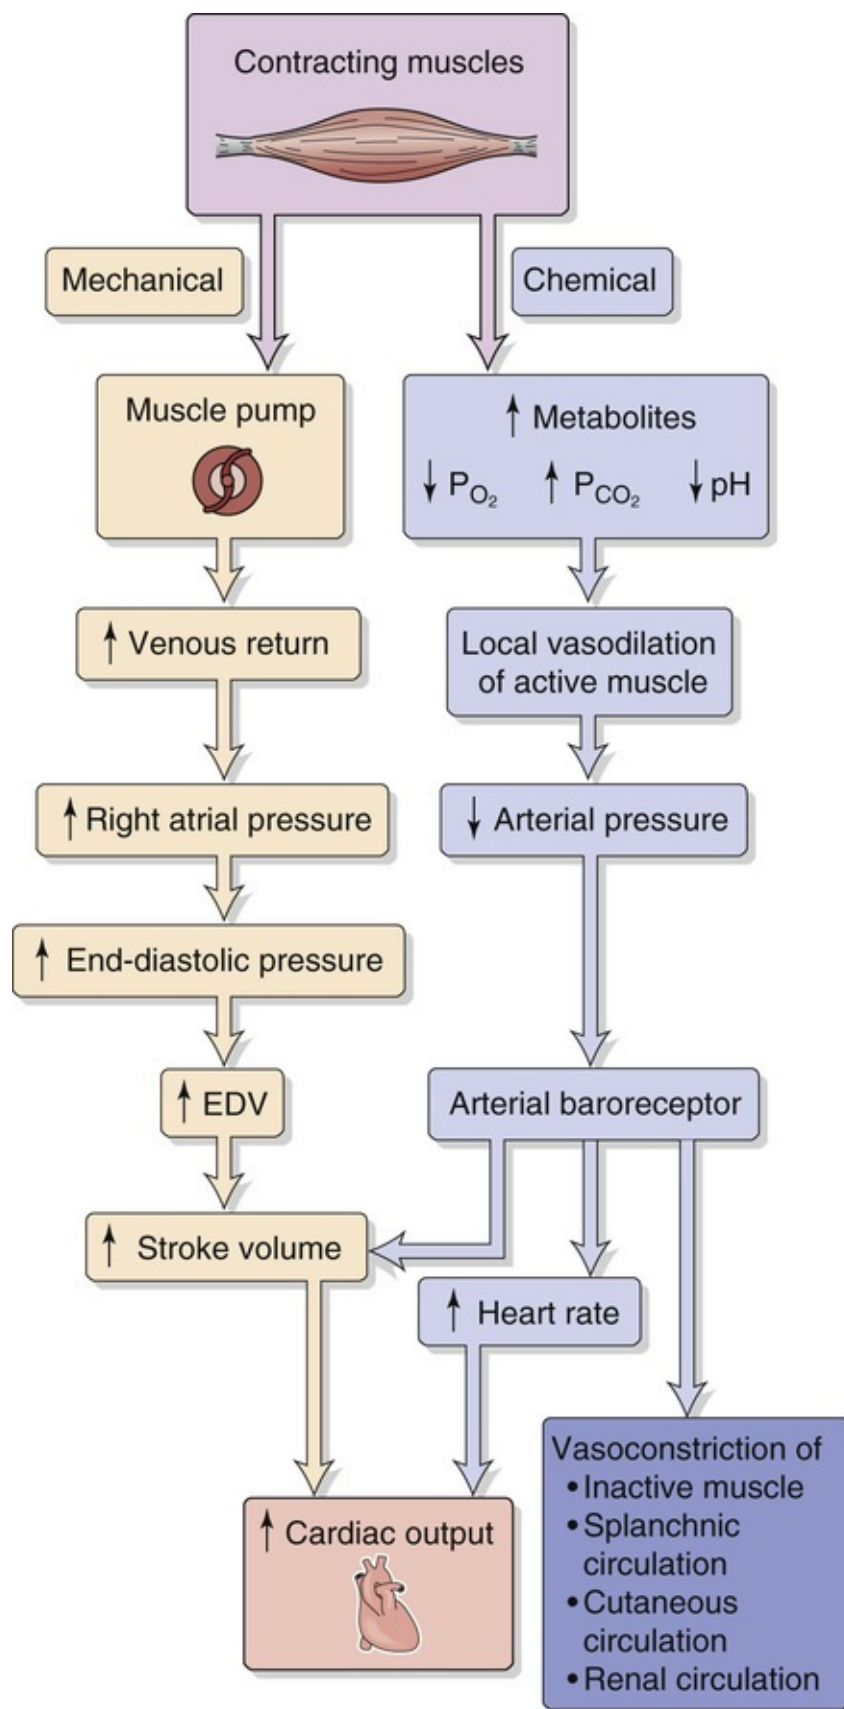 Contracting muscles
Mechanical
Chemical
Muscle pump
↑ Metabolites
↓ P_O₂ ↑ P_CO₂ ↓ pH
↑ Venous return
Local vasodilation
of active muscle
↑ Right atrial pressure
↓ Arterial pressure
↑ End-diastolic pressure
↑ EDV
Arterial baroreceptor
↑ Stroke volume
↑ Heart rate
Vasoconstriction of
• Inactive muscle
• Splanchnic
circulation
• Cutaneous
circulation
• Renal circulation
↑ Cardiac output